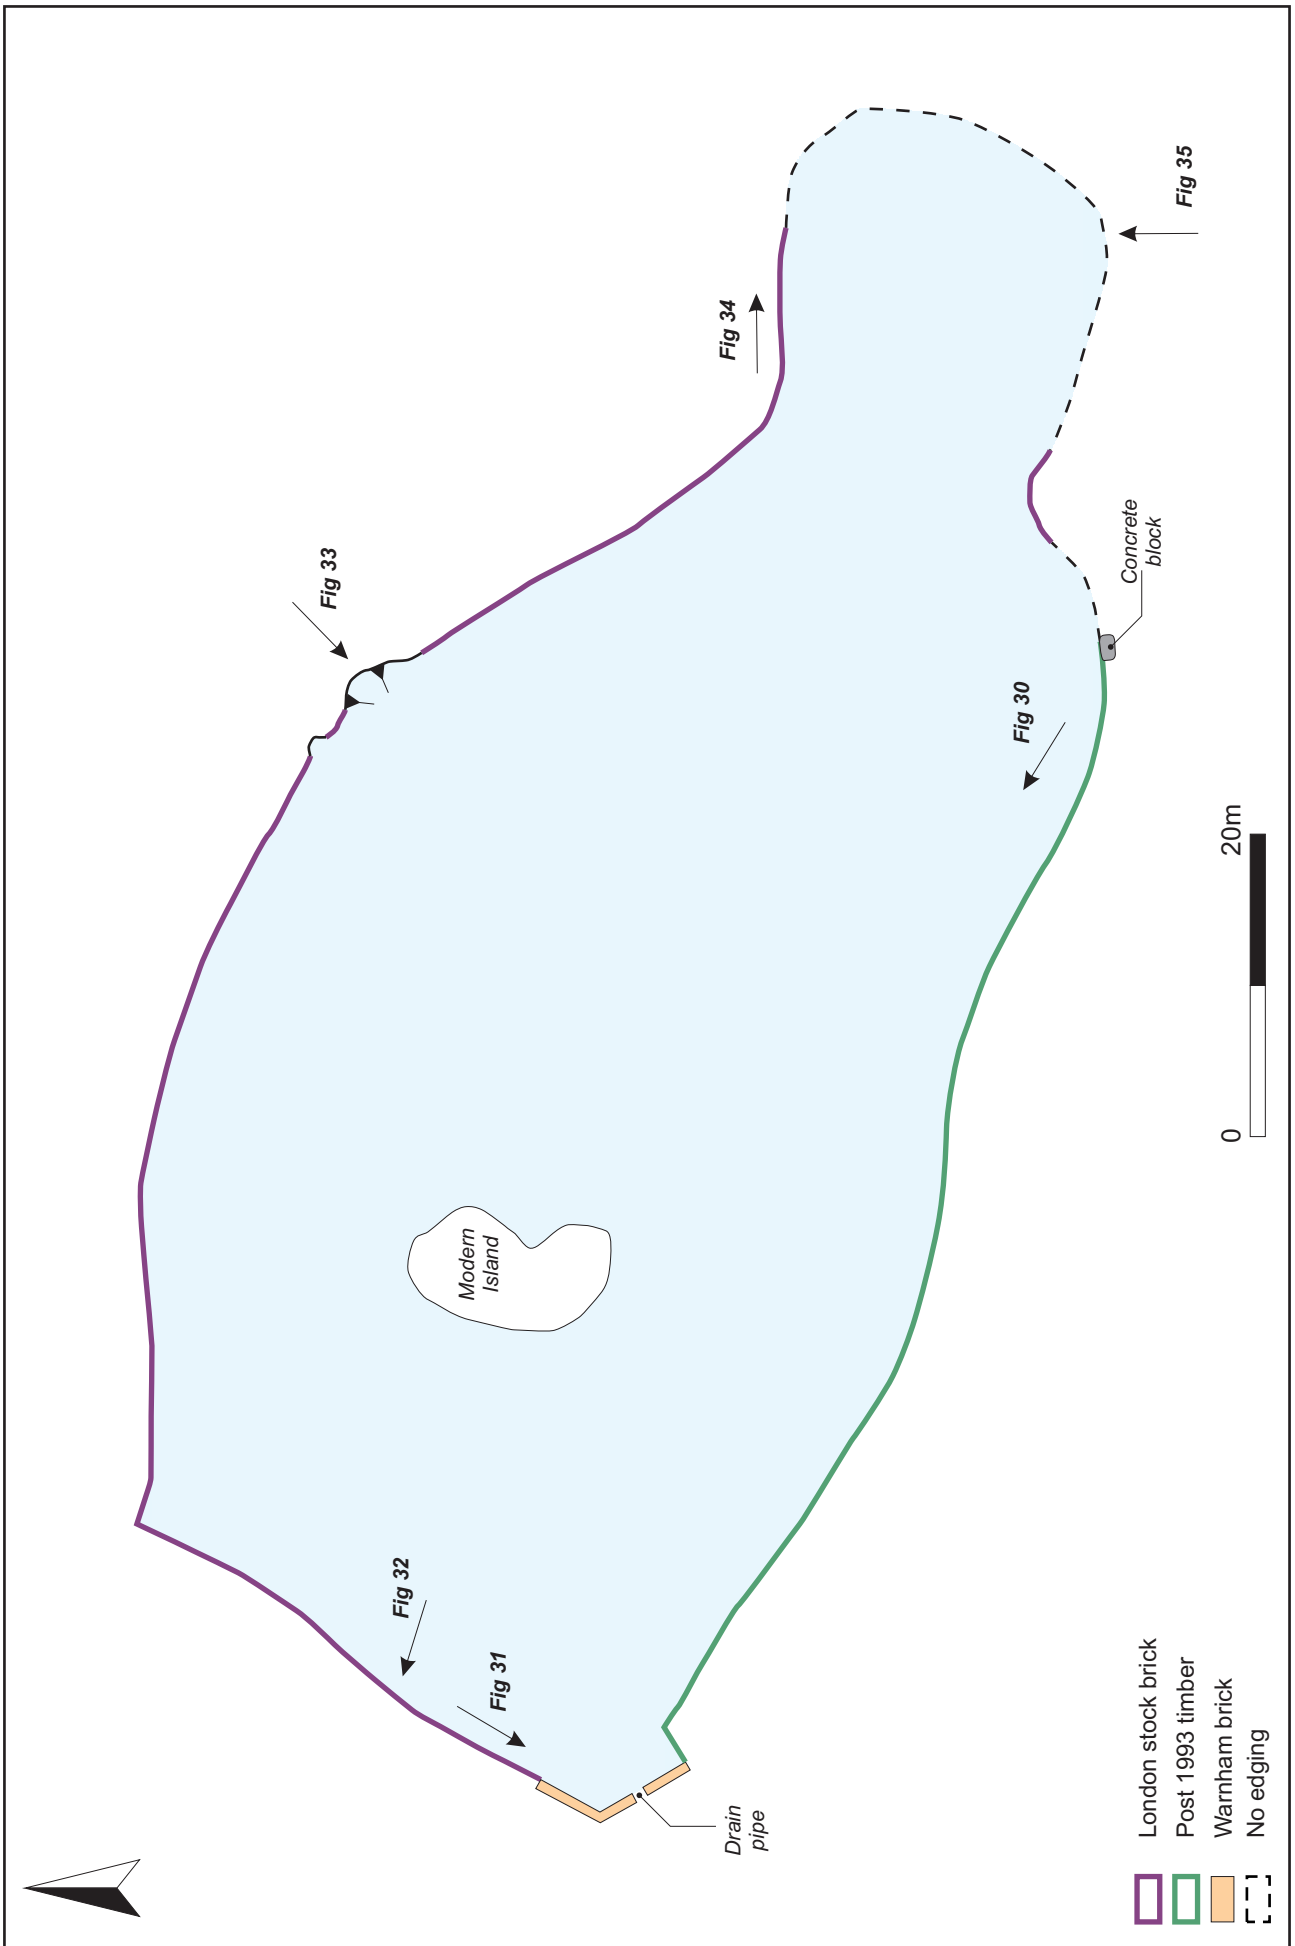 Fig 35
Fig 34
Fig 33
Concrete
block
Fig 30
Modern
Island
Fig 32
Fig 31
Drain
pipe
0
20m
London stock brick
Post 1993 timber
Warnham brick
No edging